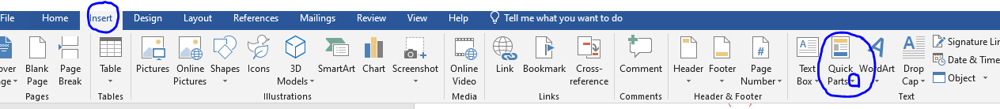 File Home Insert Design Layout References Mailings Review View Help Tell me what you want to do
over Page Blank Page Page Break
Pages
Table
Tables
Pictures Online Pictures Shapes Icons 3D Models SmartArt Chart Screenshot
Illustrations
Online Video
Media
Link Bookmark Cross-reference
Links
Comment
Comments
Header Footer Page Number
Header & Footer
Text Box Quick Parts WordArt Drop Cap
Signature Lin
Date & Time
Object
Text